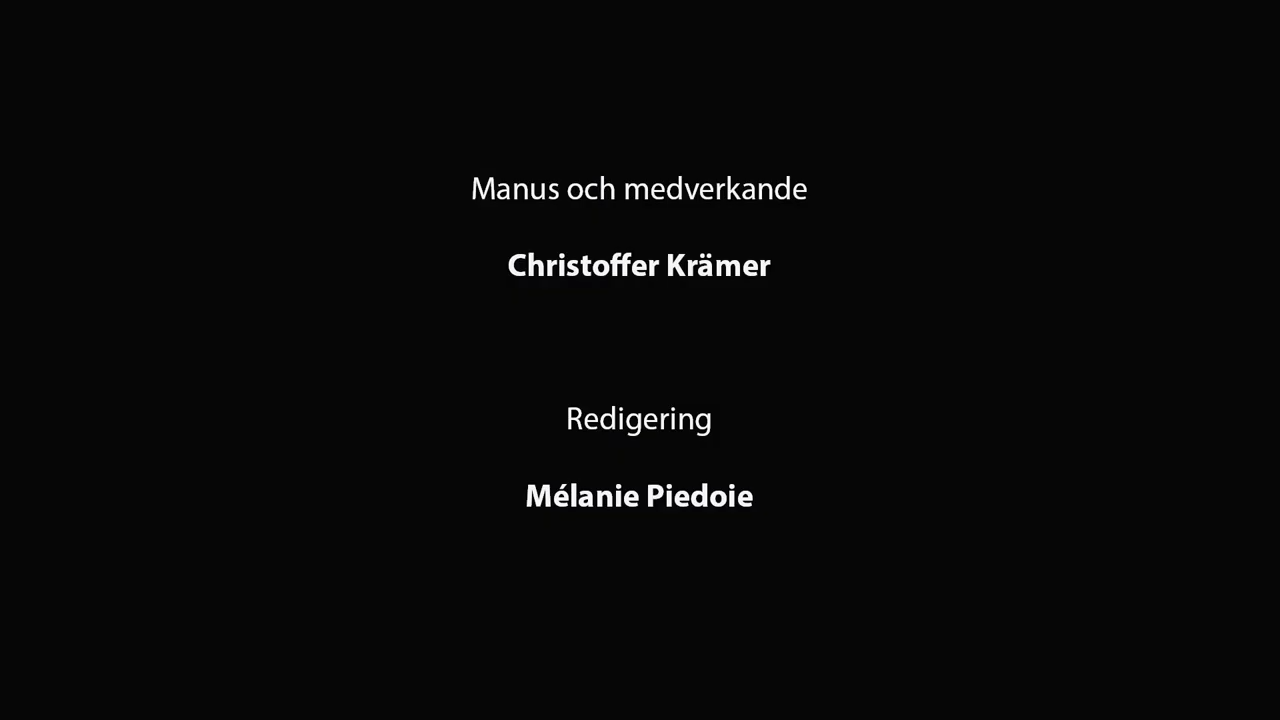 Manus och medverkande
Christoffer Krämer
Redigering
Mélanie Piedoie